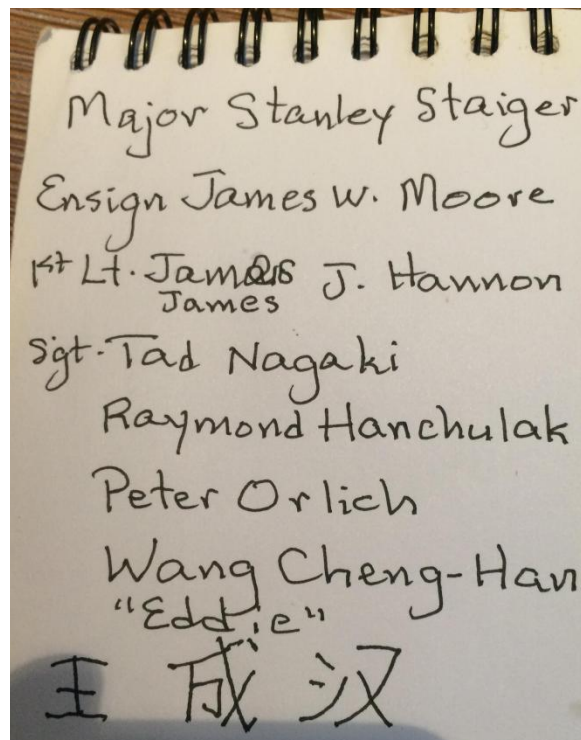 Major Stanley Staiger
Ensign James W. Moore
1st Lt. James J. Hannon
James
Sgt. Tad Nagaki
Raymond Hanchulak
Peter Orlich
Wang Cheng-Han
"Eddie"
王 成 汉